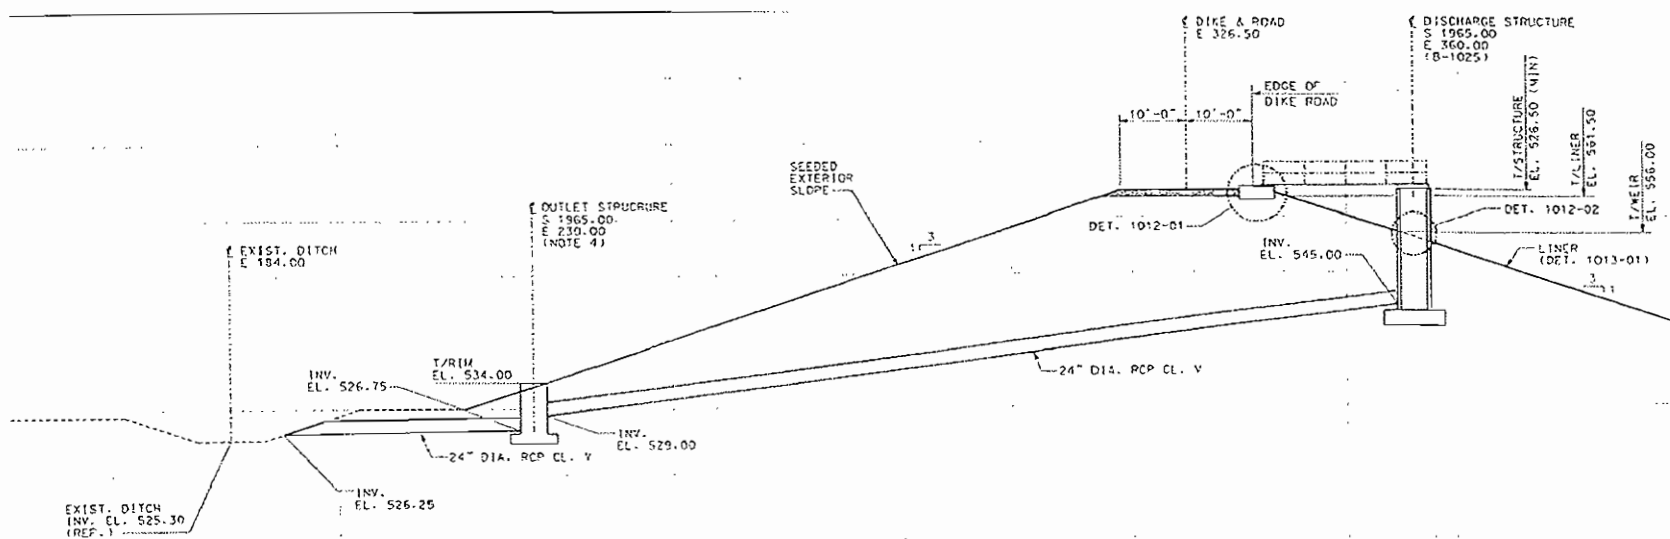 ℄ DIKE & ROAD
E 326.50
℄ DISCHARGE STRUCTURE
S 1965.00
E 360.00
(B-1025)
EDGE OF
DIKE ROAD
10'-0"
10'-0"
T/STRUCTURE
EL. 526.50 (MIN)
T/LINER
EL. 561.50
T/WEIR
EL. 556.00
SEEDED
EXTERIOR
SLOPE
℄ OUTLET STRUCRURE
S 1965.00
E 230.00
(NOTE 4)
DET. 1012-01
DET. 1012-02
℄ EXIST. DITCH
E 184.00
3
1
INV.
EL. 545.00
LINER
(DET. 1013-01)
3
1
T/RIM
EL. 534.00
INV.
EL. 526.75
24" DIA. RCP CL. V
INV.
EL. 529.00
24" DIA. RCP CL. V
INV.
EL. 526.25
EXIST. DITCH
INV. EL. 525.30
(REF.)